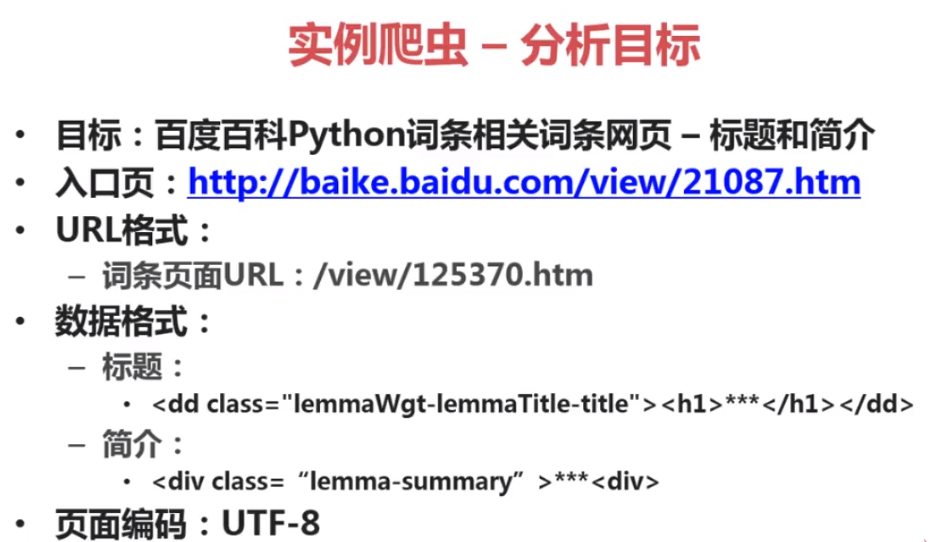 实例爬虫 – 分析目标
• 目标：百度百科Python词条相关词条网页 – 标题和简介
• 入口页：http://baike.baidu.com/view/21087.htm
• URL格式：
– 词条页面URL：/view/125370.htm
• 数据格式：
– 标题：
• <dd class="lemmaWgt-lemmaTitle-title"><h1>***</h1></dd>
– 简介：
• <div class= “lemma-summary” >***<div>
• 页面编码：UTF-8